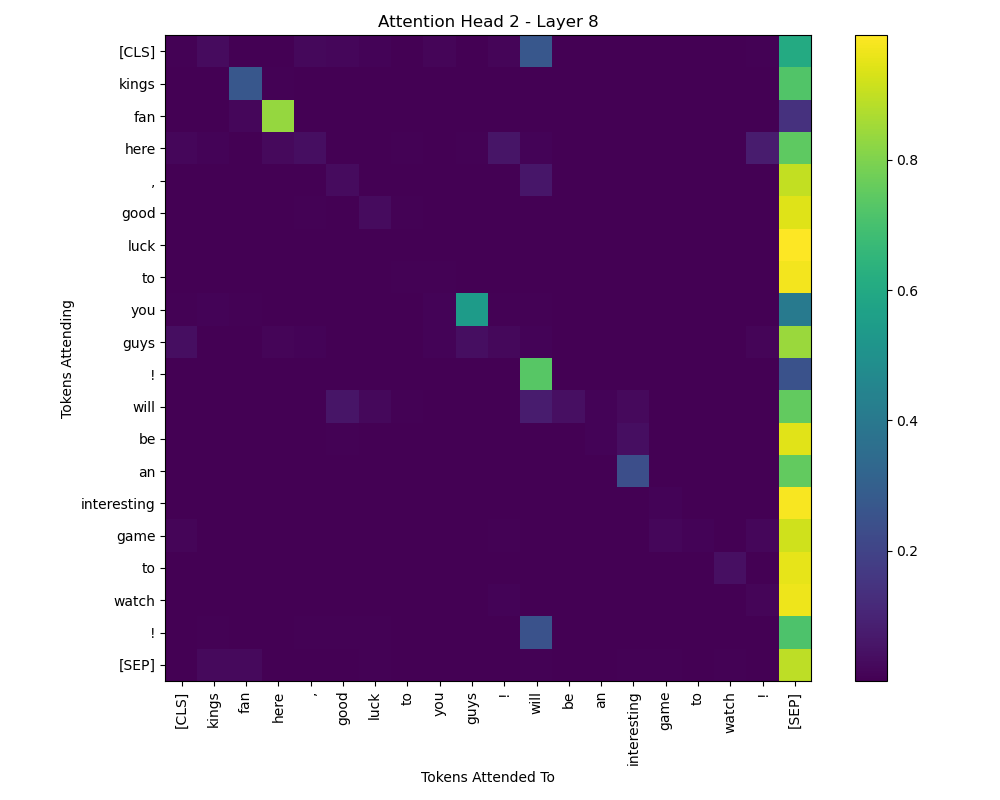 Attention Head 2 - Layer 8
[CLS]
kings
fan
here
,
good
luck
to
you
guys
!
will
be
an
interesting
game
to
watch
!
[SEP]
Tokens Attending
[CLS]
kings
fan
here
,
good
luck
to
you
guys
!
will
be
an
interesting
game
to
watch
!
[SEP]
Tokens Attended To
0.8
0.6
0.4
0.2